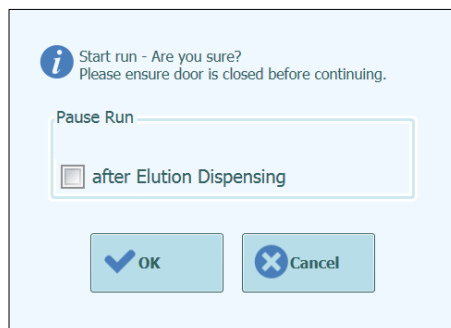 Start run - Are you sure?
Please ensure door is closed before continuing.
Pause Run
after Elution Dispensing
OK
Cancel